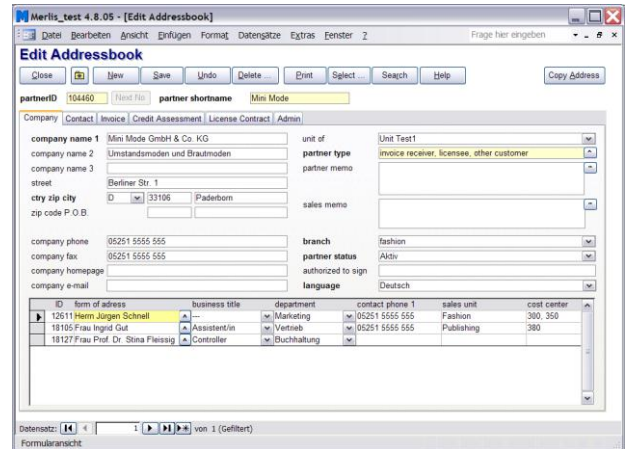 Merlis_test 4.8.05 - [Edit Addressbook]
Datei Bearbeiten Ansicht Einfügen Format Datensätze Extras Fenster ? Frage hier eingeben
Edit Addressbook
Close New Save Undo Delete ... Print Select ... Search Help Copy Address
partnerID 104460 Next No partner shortname Mini Mode
Company Contact Invoice Credit Assessment License Contract Admin
company name 1 Mini Mode GmbH & Co. KG unit of Unit Test1
company name 2 Umstandsmoden und Brautmoden partner type invoice receiver, licensee, other customer
company name 3 partner memo
street Berliner Str. 1
ctry zip city D 33106 Paderborn sales memo
zip code P.O.B.
company phone 05251 5555 555 branch fashion
company fax 05251 5555 555 partner status Aktiv
company homepage authorized to sign
company e-mail language Deutsch
ID form of adress business title department contact phone 1 sales unit cost center
12611 Herrn Jürgen Schnell --- Marketing 05251 5555 555 Fashion 300, 350
18105 Frau Ingrid Gut Assistent/in Vertrieb 05251 5555 555 Publishing 380
18127 Frau Prof. Dr. Stina Fleissig Controller Buchhaltung
Datensatz: 1 von 1 (Gefiltert)
Formularansicht